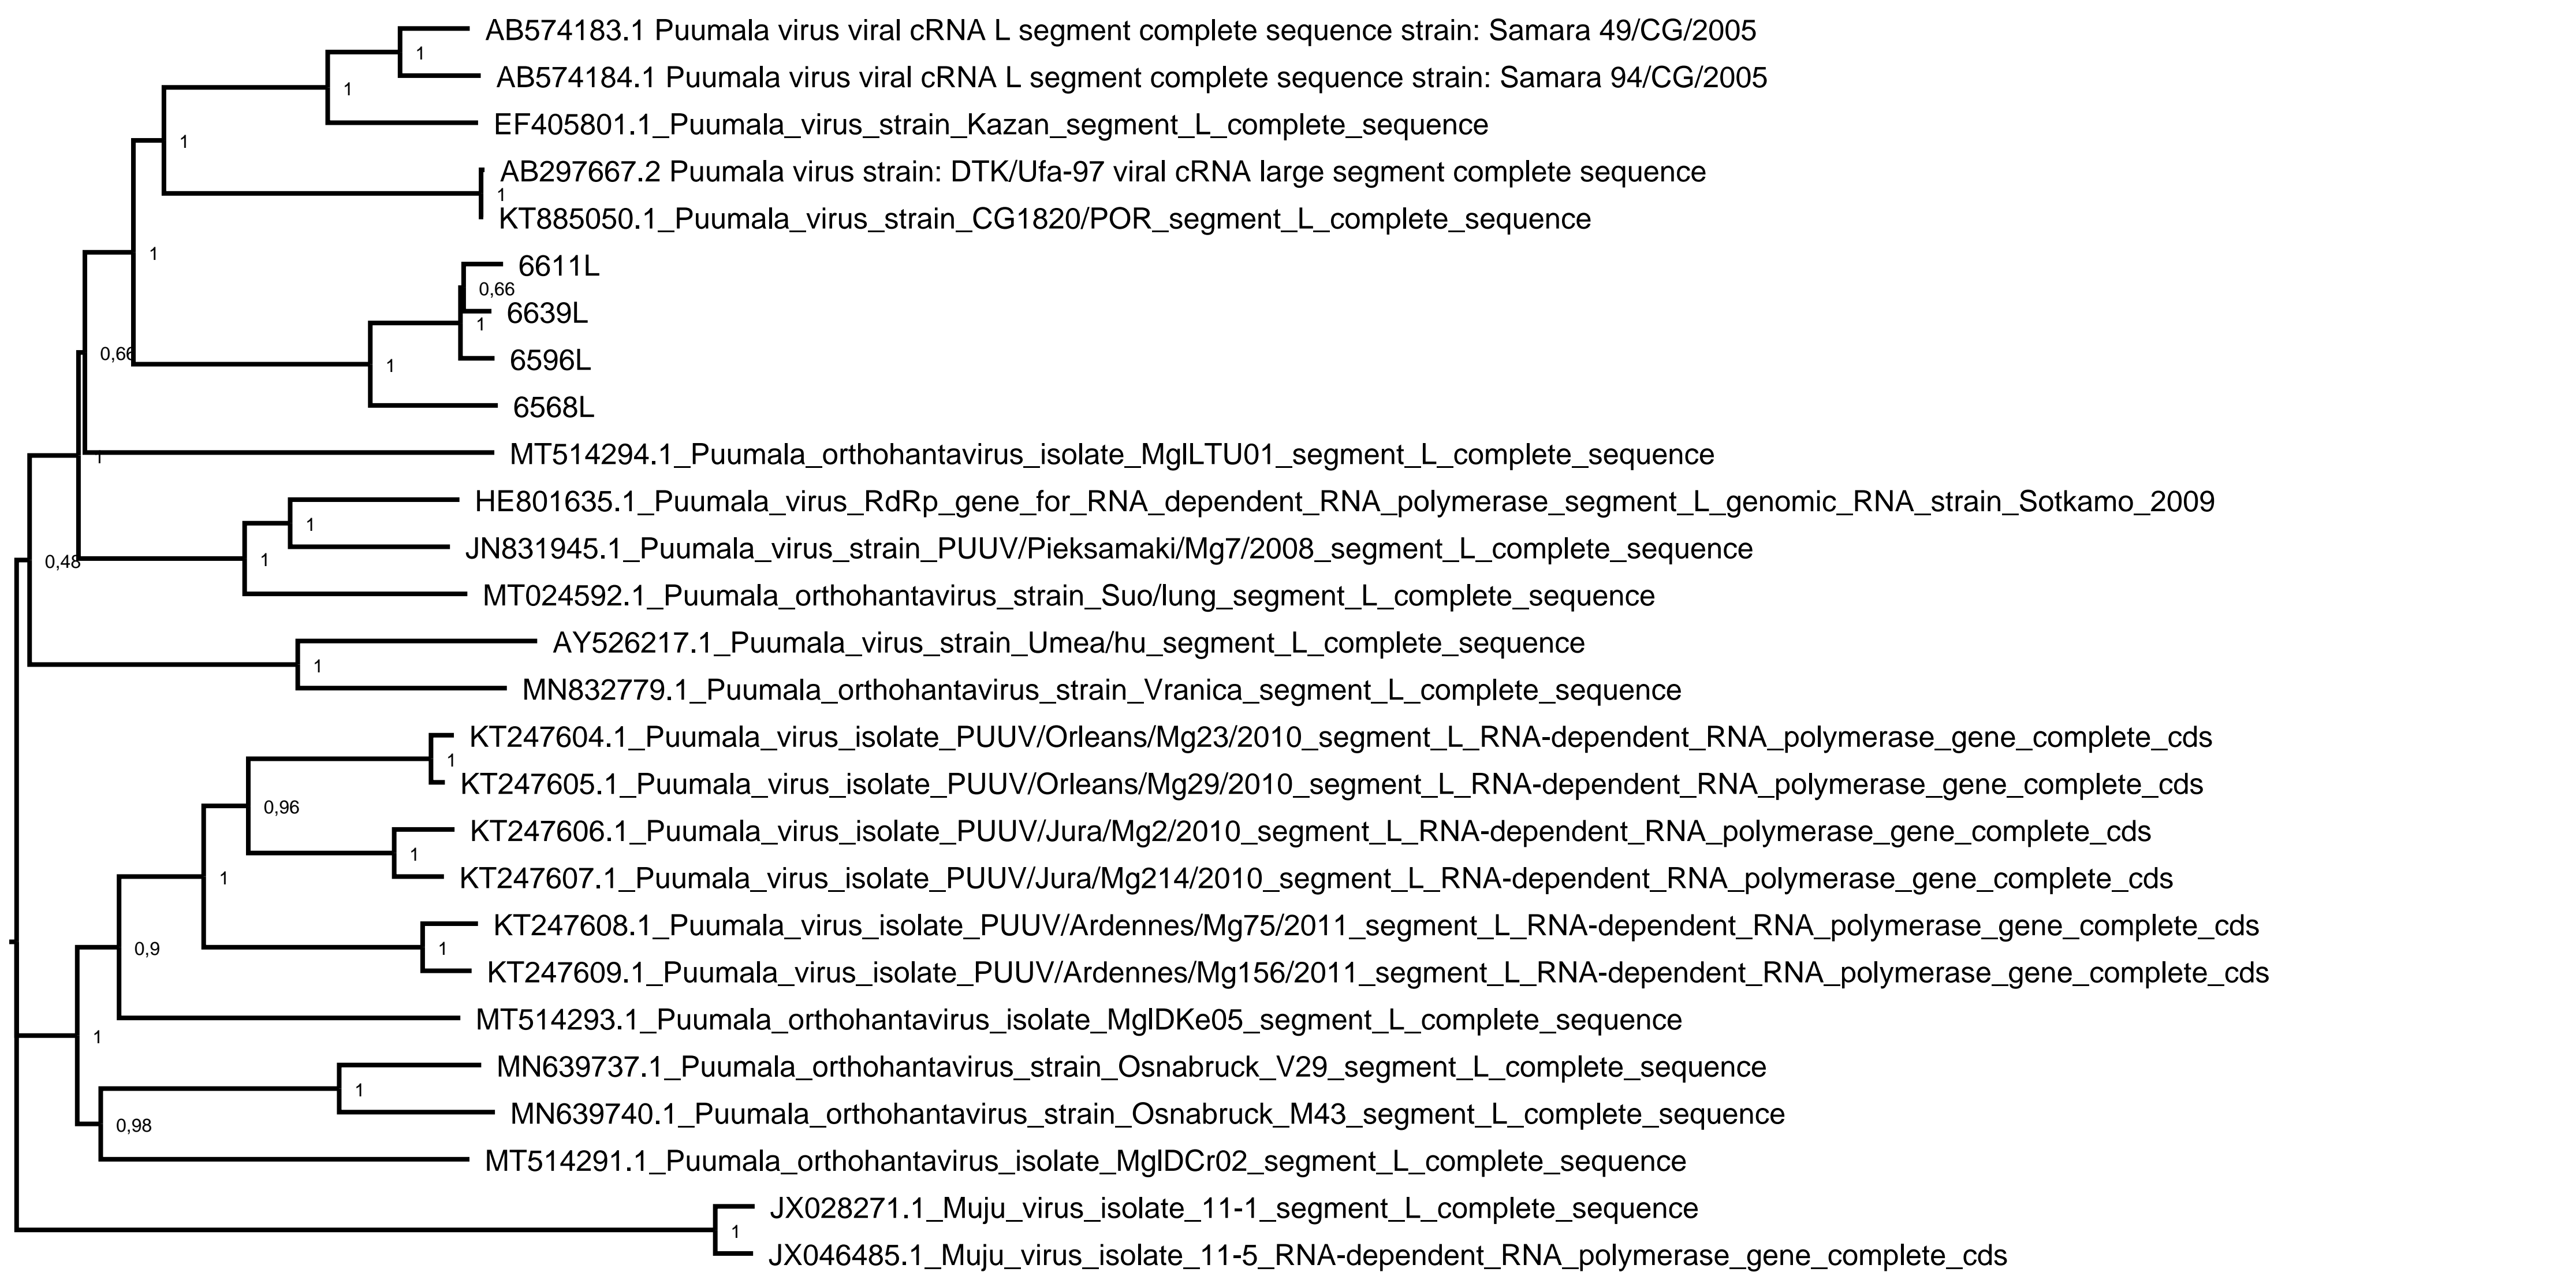 AB574183.1 Puumala virus viral cRNA L segment complete sequence strain: Samara 49/CG/2005
1
AB574184.1 Puumala virus viral cRNA L segment complete sequence strain: Samara 94/CG/2005
1
EF405801.1_Puumala_virus_strain_Kazan_segment_L_complete_sequence
1
AB297667.2 Puumala virus strain: DTK/Ufa-97 viral cRNA large segment complete sequence
1
KT885050.1_Puumala_virus_strain_CG1820/POR_segment_L_complete_sequence
1
6611L
0,66
6639L
1
0,66
6596L
1
6568L
MT514294.1_Puumala_orthohantavirus_isolate_MglLTU01_segment_L_complete_sequence
1
HE801635.1_Puumala_virus_RdRp_gene_for_RNA_dependent_RNA_polymerase_segment_L_genomic_RNA_strain_Sotkamo_2009
1
JN831945.1_Puumala_virus_strain_PUUV/Pieksamaki/Mg7/2008_segment_L_complete_sequence
0,48
1
MT024592.1_Puumala_orthohantavirus_strain_Suo/lung_segment_L_complete_sequence
AY526217.1_Puumala_virus_strain_Umea/hu_segment_L_complete_sequence
1
MN832779.1_Puumala_orthohantavirus_strain_Vranica_segment_L_complete_sequence
KT247604.1_Puumala_virus_isolate_PUUV/Orleans/Mg23/2010_segment_L_RNA-dependent_RNA_polymerase_gene_complete_cds
1
KT247605.1_Puumala_virus_isolate_PUUV/Orleans/Mg29/2010_segment_L_RNA-dependent_RNA_polymerase_gene_complete_cds
0,96
KT247606.1_Puumala_virus_isolate_PUUV/Jura/Mg2/2010_segment_L_RNA-dependent_RNA_polymerase_gene_complete_cds
1
KT247607.1_Puumala_virus_isolate_PUUV/Jura/Mg214/2010_segment_L_RNA-dependent_RNA_polymerase_gene_complete_cds
1
KT247608.1_Puumala_virus_isolate_PUUV/Ardennes/Mg75/2011_segment_L_RNA-dependent_RNA_polymerase_gene_complete_cds
0,9
1
KT247609.1_Puumala_virus_isolate_PUUV/Ardennes/Mg156/2011_segment_L_RNA-dependent_RNA_polymerase_gene_complete_cds
MT514293.1_Puumala_orthohantavirus_isolate_MglDKe05_segment_L_complete_sequence
1
MN639737.1_Puumala_orthohantavirus_strain_Osnabruck_V29_segment_L_complete_sequence
1
MN639740.1_Puumala_orthohantavirus_strain_Osnabruck_M43_segment_L_complete_sequence
0,98
MT514291.1_Puumala_orthohantavirus_isolate_MglDCr02_segment_L_complete_sequence
JX028271.1_Muju_virus_isolate_11-1_segment_L_complete_sequence
1
JX046485.1_Muju_virus_isolate_11-5_RNA-dependent_RNA_polymerase_gene_complete_cds